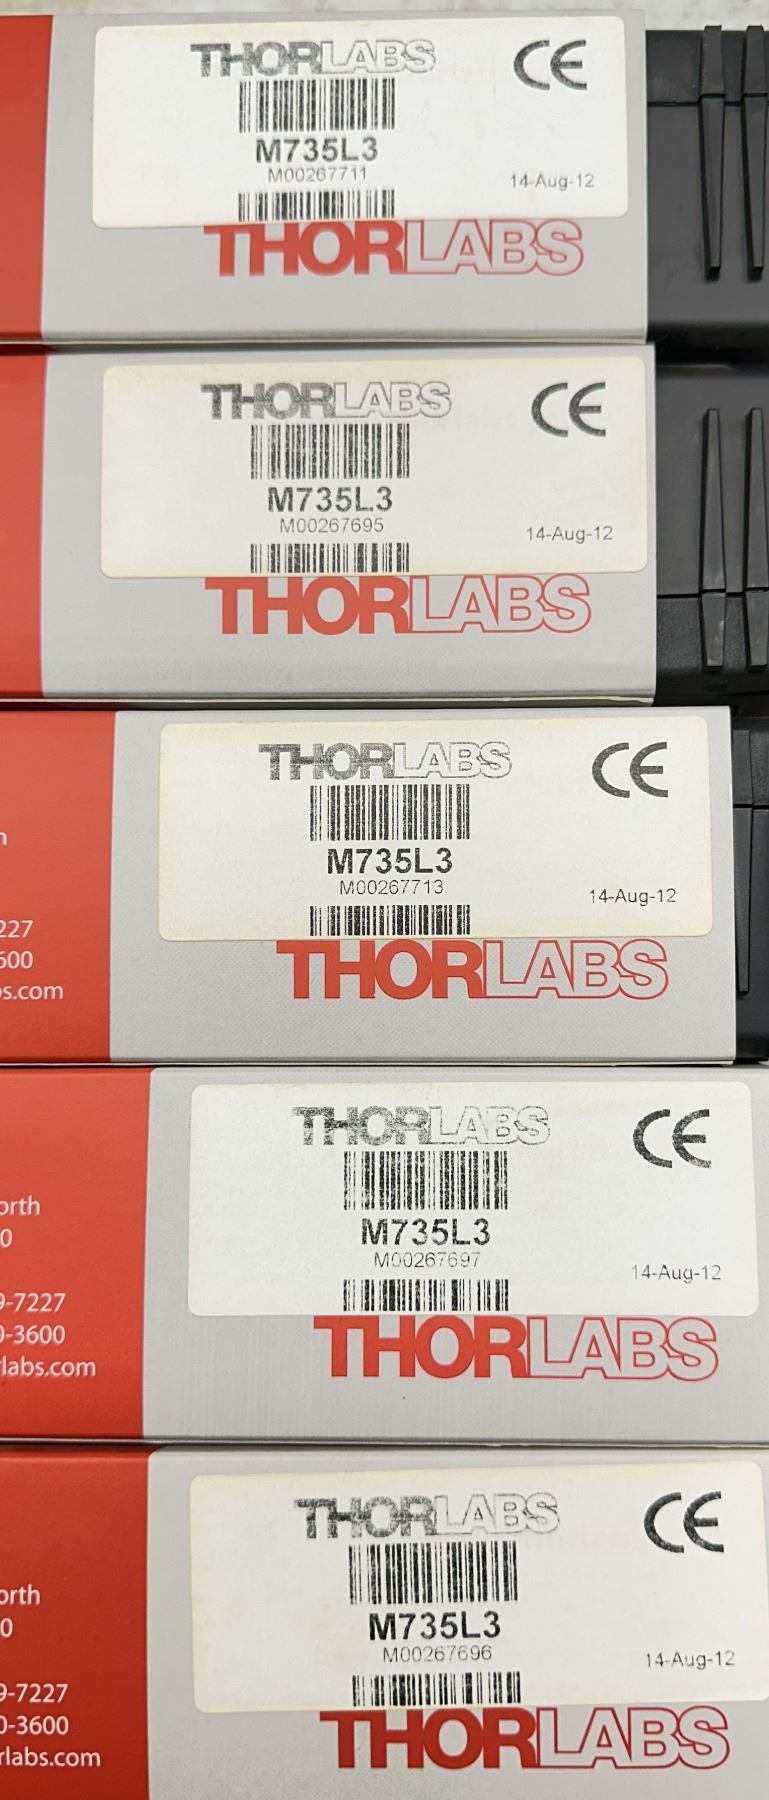 THORLABS CE
M735L3
M00267711
14-Aug-12
THORLABS
THORLABS CE
M735L3
M00267695
14-Aug-12
THORLABS
THORLABS CE
M735L3
M00267713
14-Aug-12
THORLABS
227
600
s.com
THORLABS CE
M735L3
M00267697
14-Aug-12
THORLABS
orth
0
9-7227
0-3600
rlabs.com
THORLABS CE
M735L3
M00267696
14-Aug-12
THORLABS
orth
0
9-7227
0-3600
rlabs.com